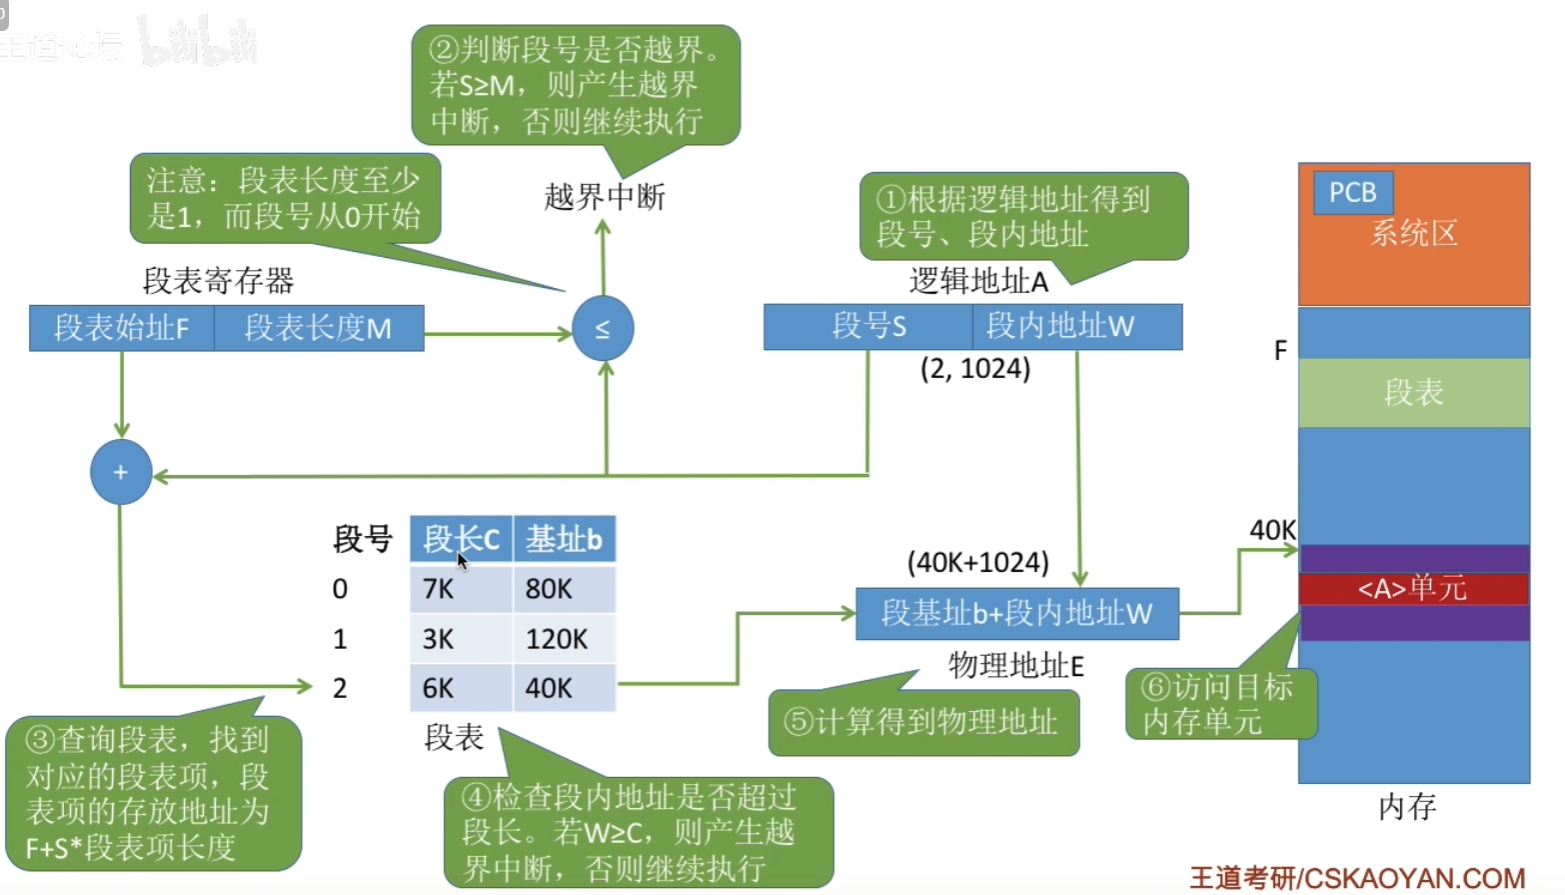 王道论坛 bilibili
②判断段号是否越界。
若S≥M，则产生越界
中断，否则继续执行
注意：段表长度至少
是1，而段号从0开始
越界中断
①根据逻辑地址得到
段号、段内地址
PCB
系统区
段表寄存器
逻辑地址A
段表始址F
段表长度M
≤
段号S
段内地址W
(2, 1024)
F
段表
+
段号
段长C
基址b
0
7K
80K
1
3K
120K
2
6K
40K
段表
(40K+1024)
段基址b+段内地址W
物理地址E
40K
<A>单元
③查询段表，找到
对应的段表项，段
表项的存放地址为
F+S*段表项长度
④检查段内地址是否超过
段长。若W≥C，则产生越
界中断，否则继续执行
⑤计算得到物理地址
⑥访问目标
内存单元
内存
王道考研/CSKAOYAN.COM